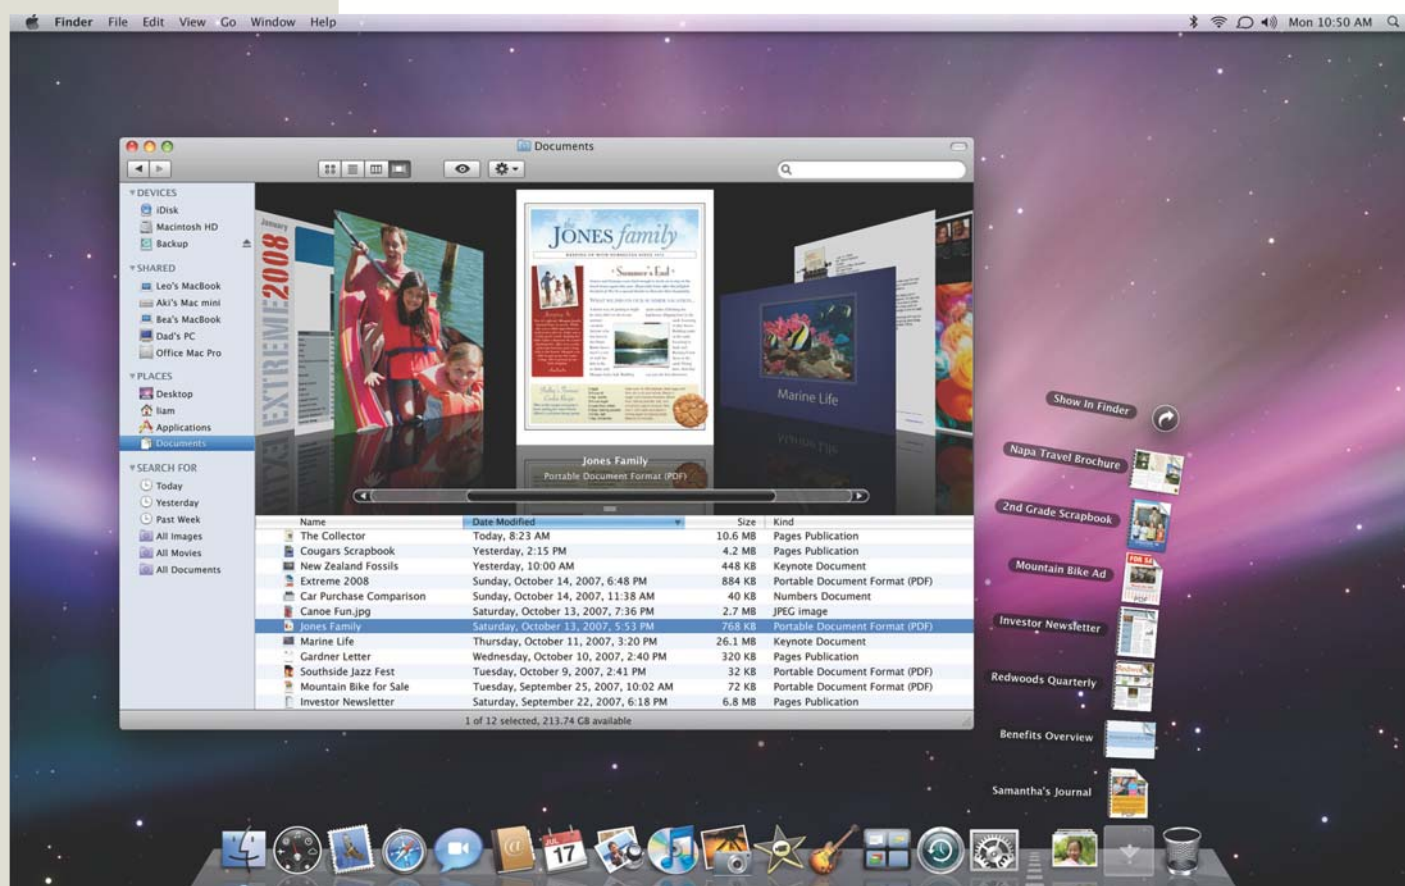 Finder File Edit View Go Window Help
Mon 10:50 AM
Documents
DEVICES
iDisk
Macintosh HD
Backup
SHARED
Leo's MacBook
Aki's Mac mini
Bea's MacBook
Dad's PC
Office Mac Pro
PLACES
Desktop
liam
Applications
Documents
SEARCH FOR
Today
Yesterday
Past Week
All Images
All Movies
All Documents
January
EXTREME2008
the
JONES family
Summer's End
Marine Life
Jones Family
Portable Document Format (PDF)
Name Date Modified Size Kind
The Collector Today, 8:23 AM 10.6 MB Pages Publication
Cougars Scrapbook Yesterday, 2:15 PM 4.2 MB Pages Publication
New Zealand Fossils Yesterday, 10:00 AM 448 KB Keynote Document
Extreme 2008 Sunday, October 14, 2007, 6:48 PM 884 KB Portable Document Format (PDF)
Car Purchase Comparison Sunday, October 14, 2007, 11:38 AM 40 KB Numbers Document
Canoe Fun.jpg Saturday, October 13, 2007, 7:36 PM 2.7 MB JPEG image
Jones Family Saturday, October 13, 2007, 5:53 PM 768 KB Portable Document Format (PDF)
Marine Life Thursday, October 11, 2007, 3:20 PM 26.1 MB Keynote Document
Gardner Letter Wednesday, October 10, 2007, 2:40 PM 320 KB Pages Publication
Southside Jazz Fest Tuesday, October 9, 2007, 2:41 PM 32 KB Portable Document Format (PDF)
Mountain Bike for Sale Tuesday, September 25, 2007, 10:02 AM 72 KB Portable Document Format (PDF)
Investor Newsletter Saturday, September 22, 2007, 6:18 PM 6.8 MB Pages Publication
1 of 12 selected, 213.74 GB available
Show In Finder
Napa Travel Brochure
2nd Grade Scrapbook
Mountain Bike Ad
FOR SA
PDF
Investor Newsletter
Redwoods Quarterly
Benefits Overview
Samantha's Journal
JUL
17